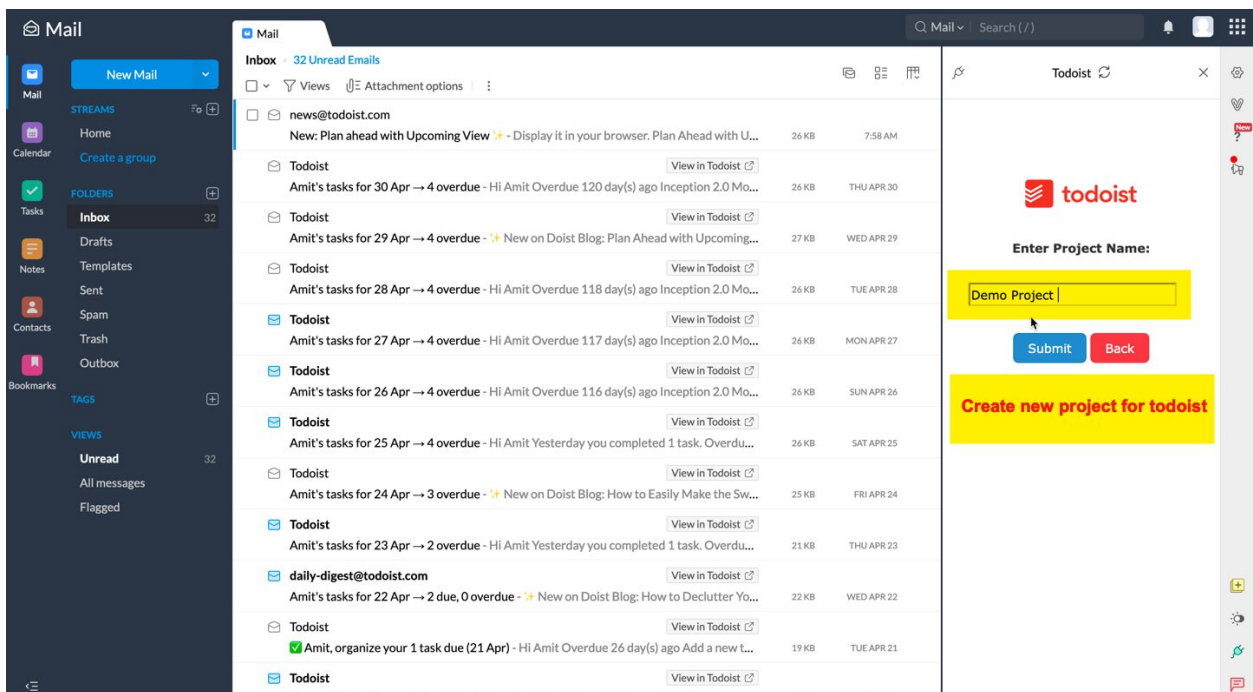 Mail
Mail
Mail
Search ( / )
Mail
Calendar
Tasks
Notes
Contacts
Bookmarks
New Mail
STREAMS
Home
Create a group
FOLDERS
Inbox 32
Drafts
Templates
Sent
Spam
Trash
Outbox
TAGS
VIEWS
Unread 32
All messages
Flagged
Inbox 32 Unread Emails
Views Attachment options
news@todoist.com
New: Plan ahead with Upcoming View ✨ - Display it in your browser. Plan Ahead with U... 26 KB 7:58 AM
Todoist View in Todoist
Amit's tasks for 30 Apr → 4 overdue - Hi Amit Overdue 120 day(s) ago Inception 2.0 Mo... 26 KB THU APR 30
Todoist View in Todoist
Amit's tasks for 29 Apr → 4 overdue - ✨ New on Doist Blog: Plan Ahead with Upcoming... 27 KB WED APR 29
Todoist View in Todoist
Amit's tasks for 28 Apr → 4 overdue - Hi Amit Overdue 118 day(s) ago Inception 2.0 Mo... 26 KB TUE APR 28
Todoist View in Todoist
Amit's tasks for 27 Apr → 4 overdue - Hi Amit Overdue 117 day(s) ago Inception 2.0 Mo... 26 KB MON APR 27
Todoist View in Todoist
Amit's tasks for 26 Apr → 4 overdue - Hi Amit Overdue 116 day(s) ago Inception 2.0 Mo... 26 KB SUN APR 26
Todoist View in Todoist
Amit's tasks for 25 Apr → 4 overdue - Hi Amit Yesterday you completed 1 task. Overdu... 26 KB SAT APR 25
Todoist View in Todoist
Amit's tasks for 24 Apr → 3 overdue - ✨ New on Doist Blog: How to Easily Make the Sw... 25 KB FRI APR 24
Todoist View in Todoist
Amit's tasks for 23 Apr → 2 overdue - Hi Amit Yesterday you completed 1 task. Overdu... 21 KB THU APR 23
daily-digest@todoist.com View in Todoist
Amit's tasks for 22 Apr → 2 due, 0 overdue - ✨ New on Doist Blog: How to Declutter Yo... 22 KB WED APR 22
Todoist View in Todoist
✅ Amit, organize your 1 task due (21 Apr) - Hi Amit Overdue 26 day(s) ago Add a new t... 19 KB TUE APR 21
Todoist View in Todoist
Todoist
todoist
Enter Project Name:
Demo Project
Submit Back
Create new project for todoist
New
?